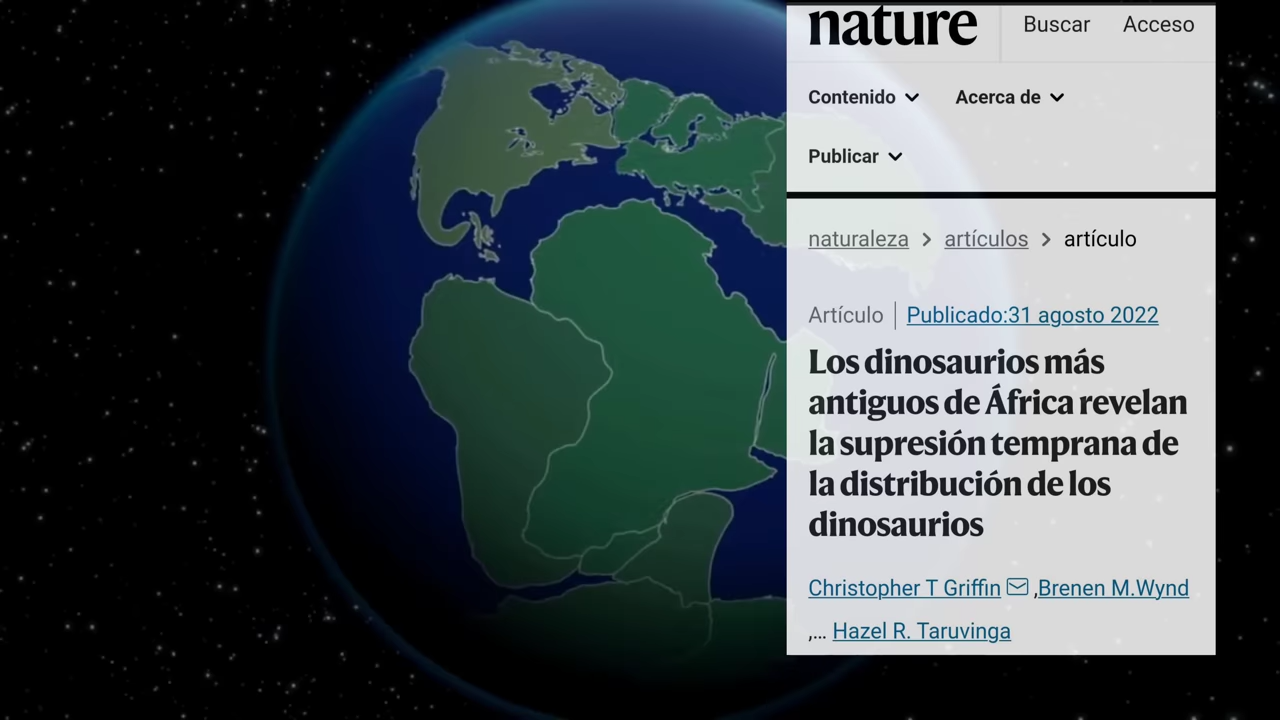 nature
Buscar Acceso
Contenido Acerca de
Publicar
naturaleza > artículos > artículo
Artículo | Publicado:31 agosto 2022
Los dinosaurios más
antiguos de África revelan
la supresión temprana de
la distribución de los
dinosaurios
Christopher T Griffin ,Brenen M.Wynd
,... Hazel R. Taruvinga